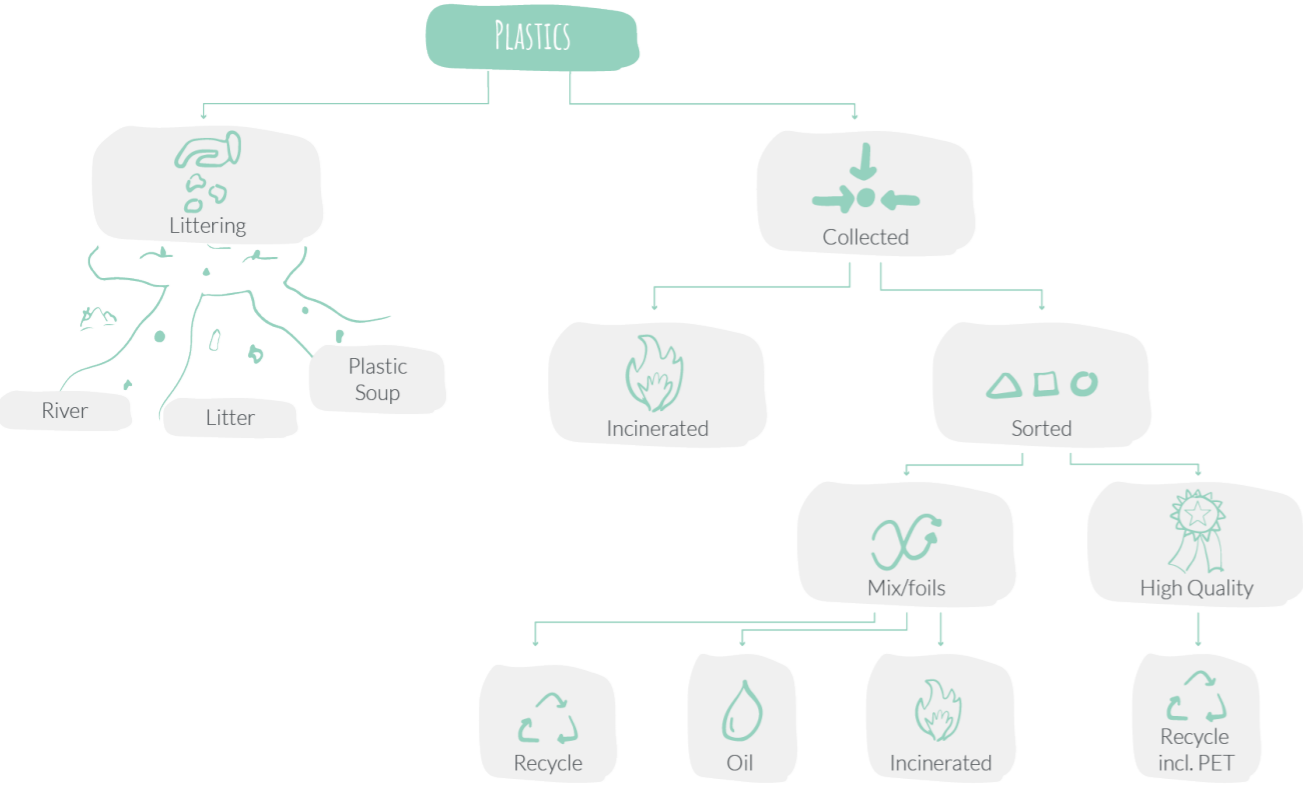 PLASTICS
Littering
Collected
River
Litter
Plastic
Soup
Incinerated
Sorted
Mix/foils
High Quality
Recycle
Oil
Incinerated
Recycle
incl. PET